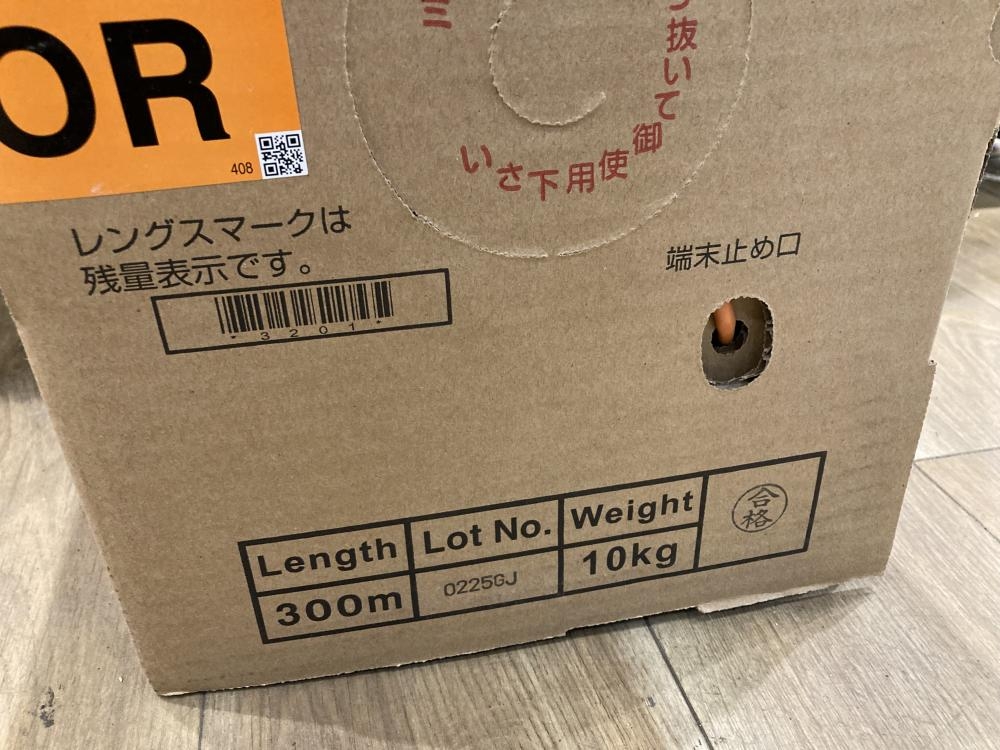 OR
408
ミ
り抜いて御使用下さい
レングスマークは
残量表示です。
*3201*
端末止め口
Length Lot No. Weight
300m 0225GJ 10kg
合格